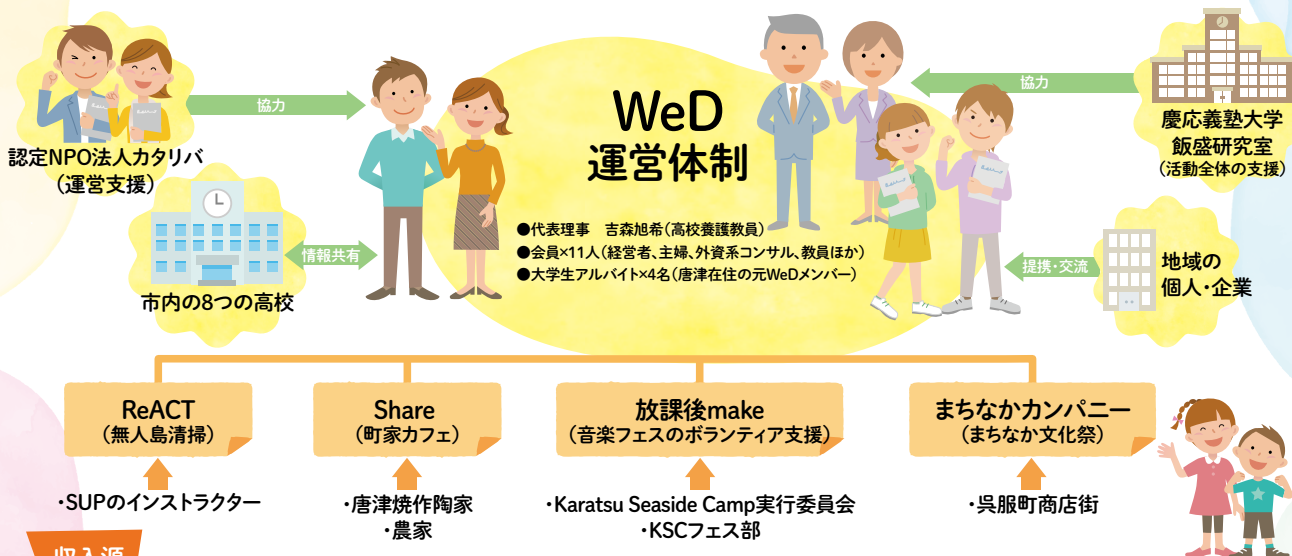 WeD
運営体制
●代表理事　吉森旭希(高校養護教員)
●会員×11人(経営者、主婦、外資系コンサル、教員ほか)
●大学生アルバイト×4名(唐津在住の元WeDメンバー)
協力
認定NPO法人カタリバ
(運営支援)
情報共有
市内の8つの高校
協力
慶応義塾大学
飯盛研究室
(活動全体の支援)
提携・交流
地域の
個人・企業
ReACT
(無人島清掃)
・SUPのインストラクター
Share
(町家カフェ)
・唐津焼作陶家
・農家
放課後make
(音楽フェスのボランティア支援)
・Karatsu Seaside Camp実行委員会
・KSCフェス部
まちなかカンパニー
(まちなか文化祭)
・呉服町商店街
収入源